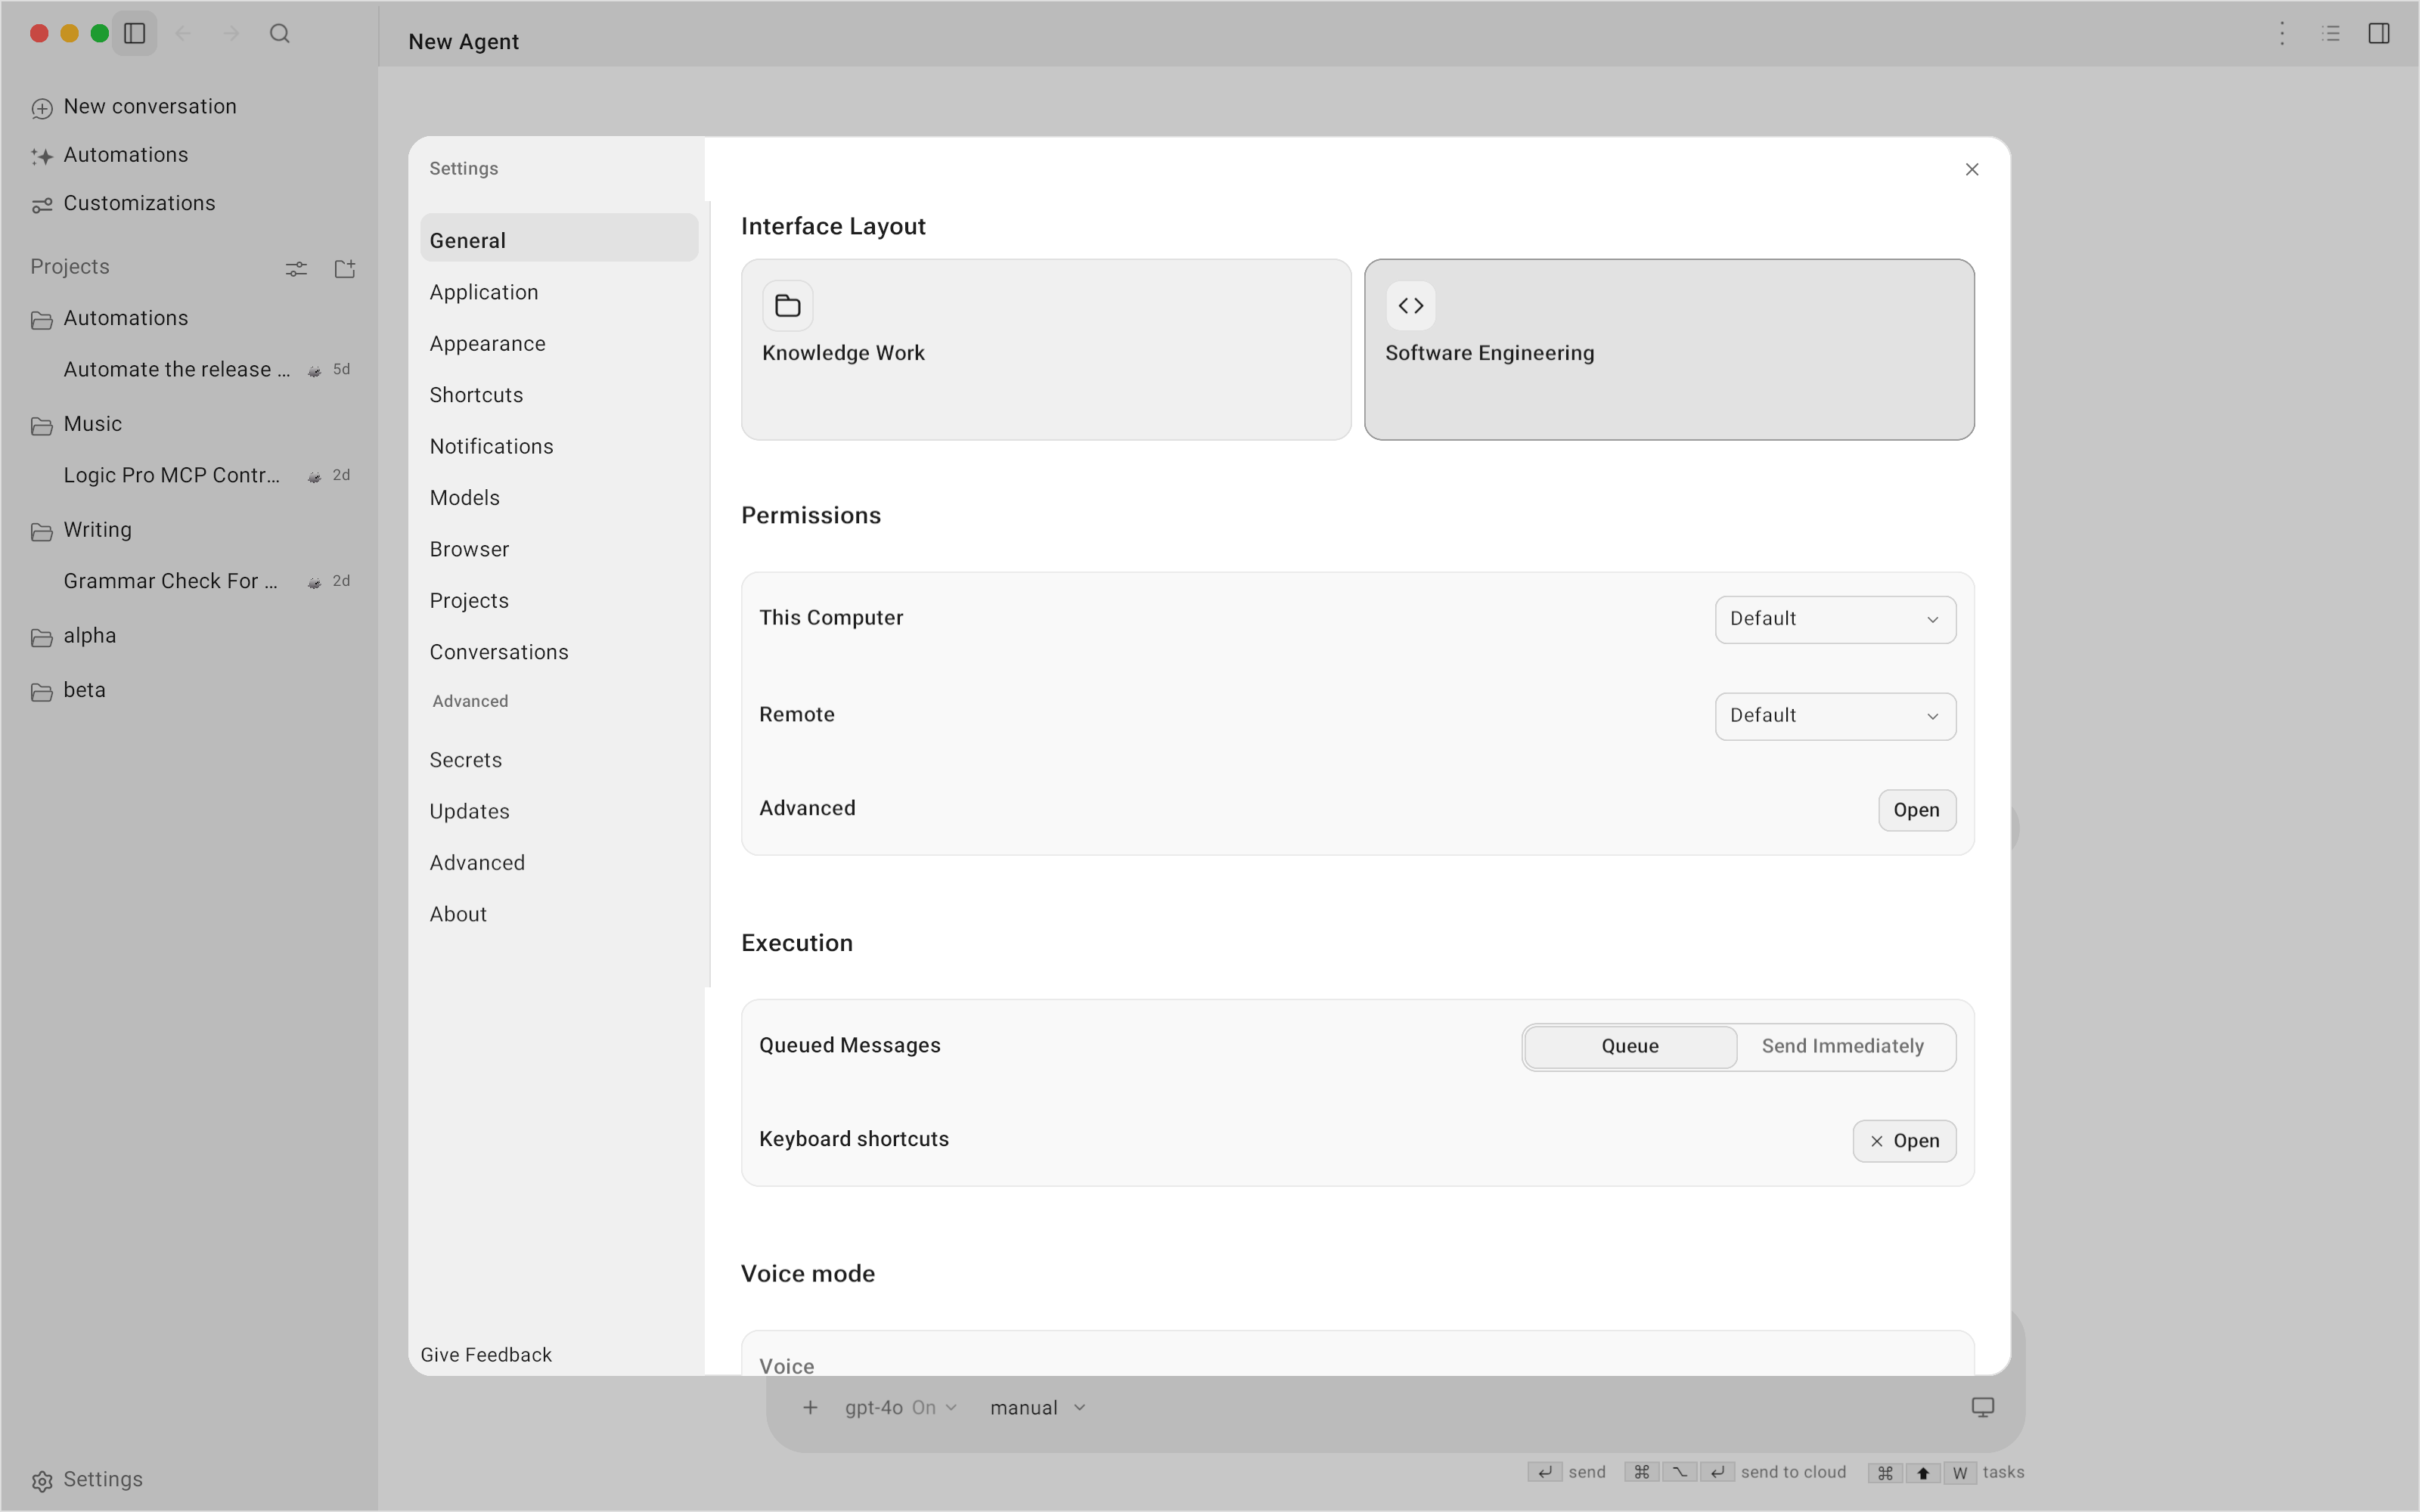 New Agent
New conversation
Automations
Customizations
Projects
Automations
Automate the release ... 5d
Music
Logic Pro MCP Contr... 2d
Writing
Grammar Check For ... 2d
alpha
beta
Settings
Settings
General
Application
Appearance
Shortcuts
Notifications
Models
Browser
Projects
Conversations
Advanced
Secrets
Updates
Advanced
About
Give Feedback
Interface Layout
Knowledge Work
Software Engineering
Permissions
This Computer Default
Remote Default
Advanced Open
Execution
Queued Messages Queue Send Immediately
Keyboard shortcuts Open
Voice mode
Voice
gpt-4o On manual
send send to cloud W tasks